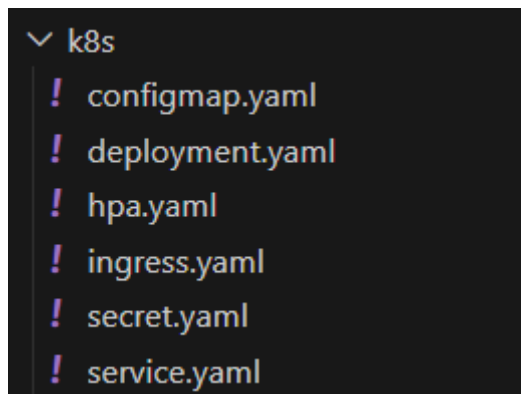 k8s
! configmap.yaml
! deployment.yaml
! hpa.yaml
! ingress.yaml
! secret.yaml
! service.yaml